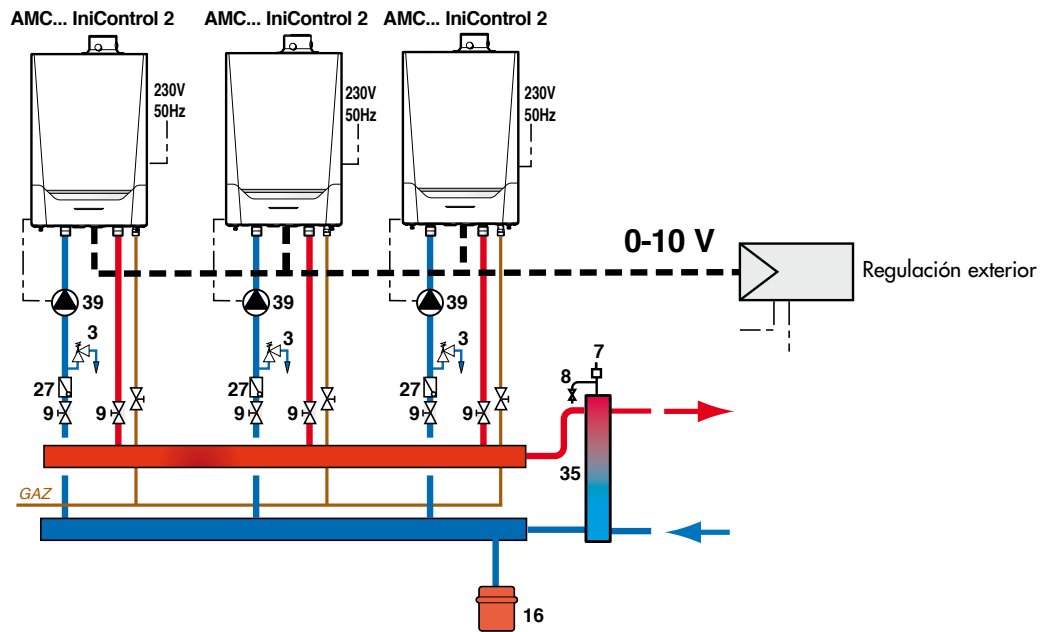 AMC... IniControl 2
AMC... IniControl 2
AMC... IniControl 2
230V
50Hz
230V
50Hz
230V
50Hz
0-10 V
Regulación exterior
39
39
39
3
3
3
7
8
27
27
27
9
9
9
9
9
9
35
GAZ
16